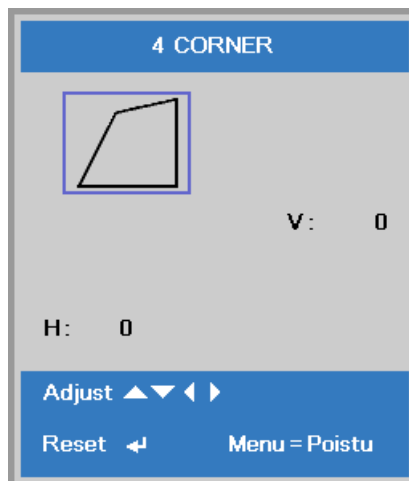 4 CORNER
V: 0
H: 0
Adjust
Reset Menu = Poistu